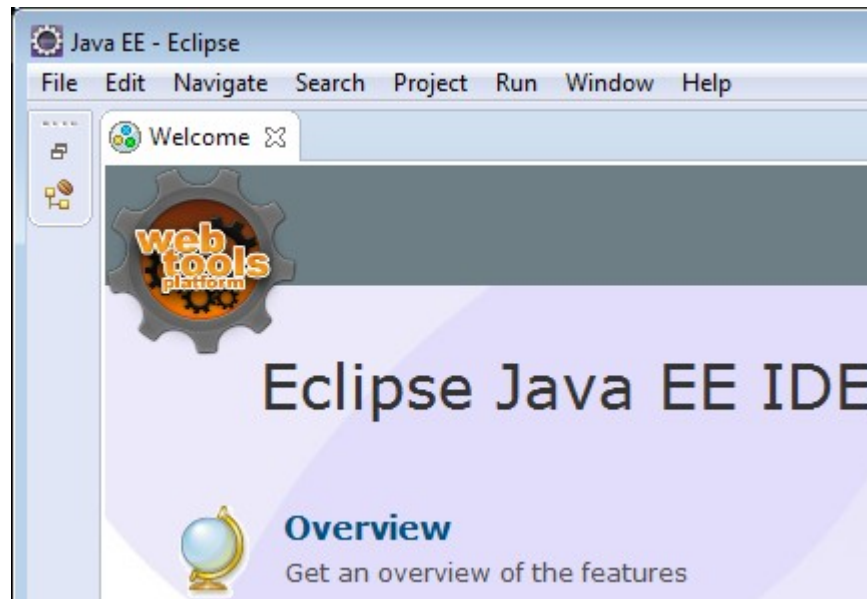 Java EE - Eclipse
File Edit Navigate Search Project Run Window Help
Welcome
web
tools
platform
Eclipse Java EE IDE
Overview
Get an overview of the features